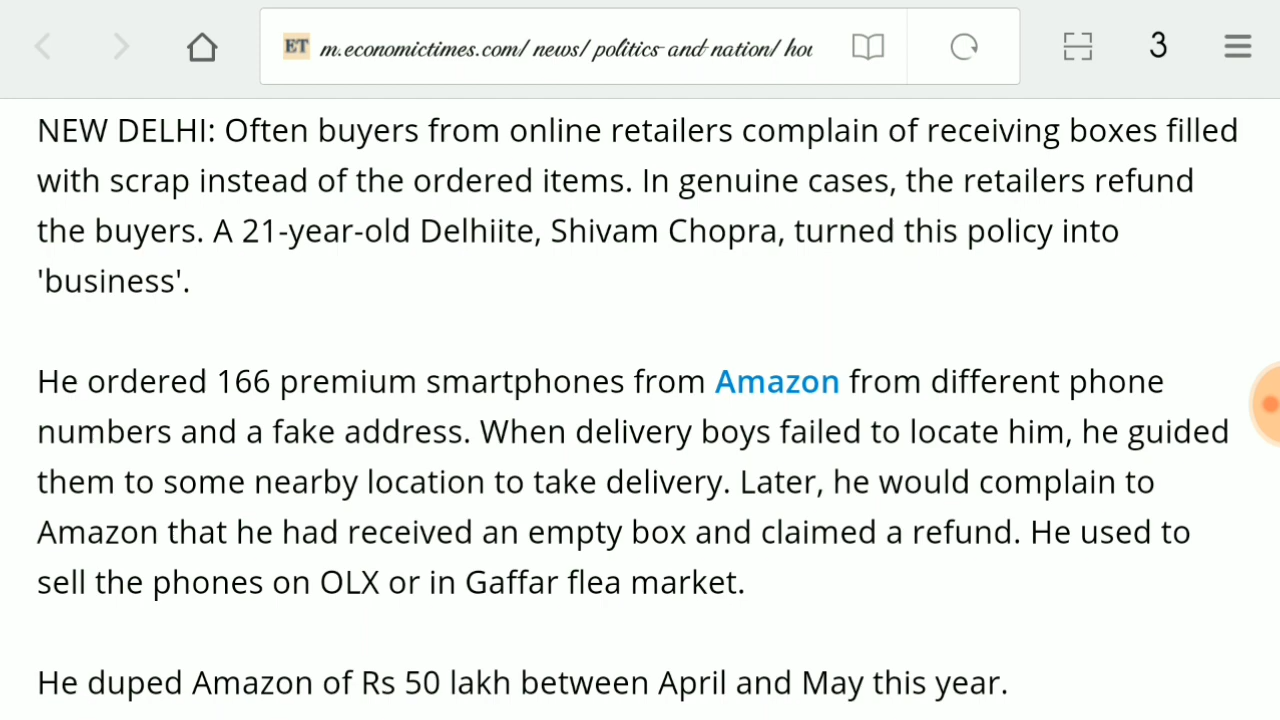 ET m.economictimes.com/ news/ politics-and-nation/ hou
3
NEW DELHI: Often buyers from online retailers complain of receiving boxes filled
with scrap instead of the ordered items. In genuine cases, the retailers refund
the buyers. A 21-year-old Delhiite, Shivam Chopra, turned this policy into
'business'.
He ordered 166 premium smartphones from Amazon from different phone
numbers and a fake address. When delivery boys failed to locate him, he guided
them to some nearby location to take delivery. Later, he would complain to
Amazon that he had received an empty box and claimed a refund. He used to
sell the phones on OLX or in Gaffar flea market.
He duped Amazon of Rs 50 lakh between April and May this year.